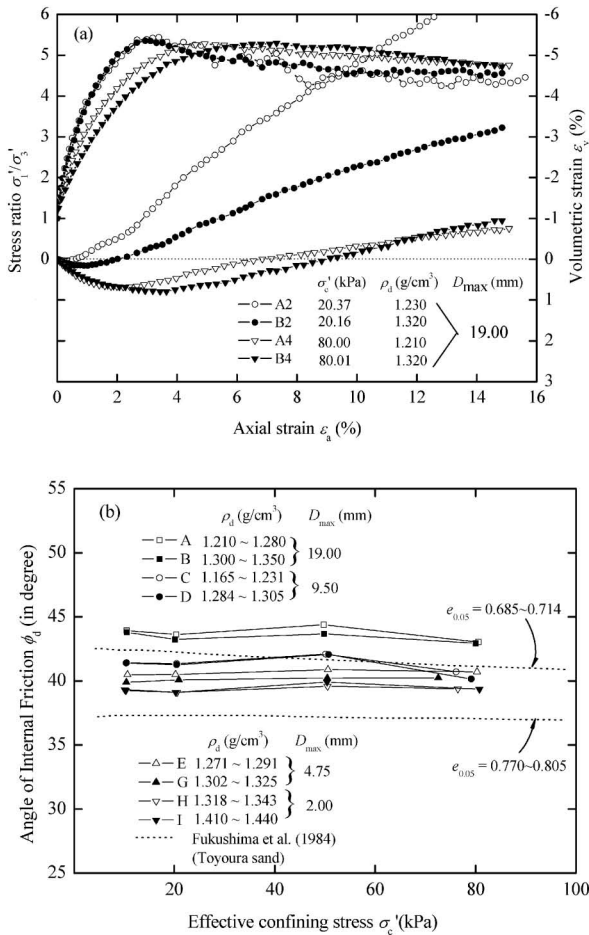 (a)
Stress ratio σ₁'/σ₃'
6
5
4
3
2
1
0
1
2
3
-6
-5
-4
-3
-2
-1
0
1
2
3
Volumetric strain εᵥ (%)
σc' (kPa) ρd (g/cm³) Dmax (mm)
A2 20.37 1.230
B2 20.16 1.320
A4 80.00 1.210
B4 80.01 1.320
19.00
0 2 4 6 8 10 12 14 16
Axial strain εa (%)
(b)
Angle of Internal Friction ϕd (in degree)
55
50
45
40
35
30
25
ρd (g/cm³) Dmax (mm)
A 1.210 ~ 1.280
B 1.300 ~ 1.350
19.00
C 1.165 ~ 1.231
D 1.284 ~ 1.305
9.50
e0.05 = 0.685~0.714
e0.05 = 0.770~0.805
ρd (g/cm³) Dmax (mm)
E 1.271 ~ 1.291
G 1.302 ~ 1.325
4.75
H 1.318 ~ 1.343
I 1.410 ~ 1.440
2.00
Fukushima et al. (1984)
(Toyoura sand)
20 40 60 80 100
Effective confining stress σc'(kPa)